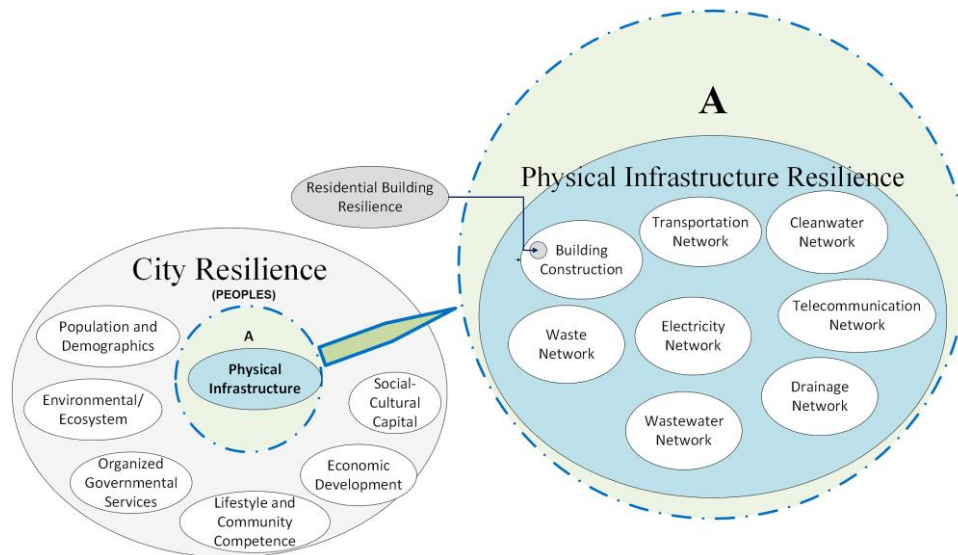 City Resilience
(PEOPLES)
A
Physical
Infrastructure
Population and
Demographics
Environmental/
Ecosystem
Organized
Governmental
Services
Lifestyle and
Community
Competence
Economic
Development
Social-
Cultural
Capital
Residential Building
Resilience
A
Physical Infrastructure Resilience
Building
Construction
Transportation
Network
Cleanwater
Network
Telecommunication
Network
Waste
Network
Electricity
Network
Drainage
Network
Wastewater
Network